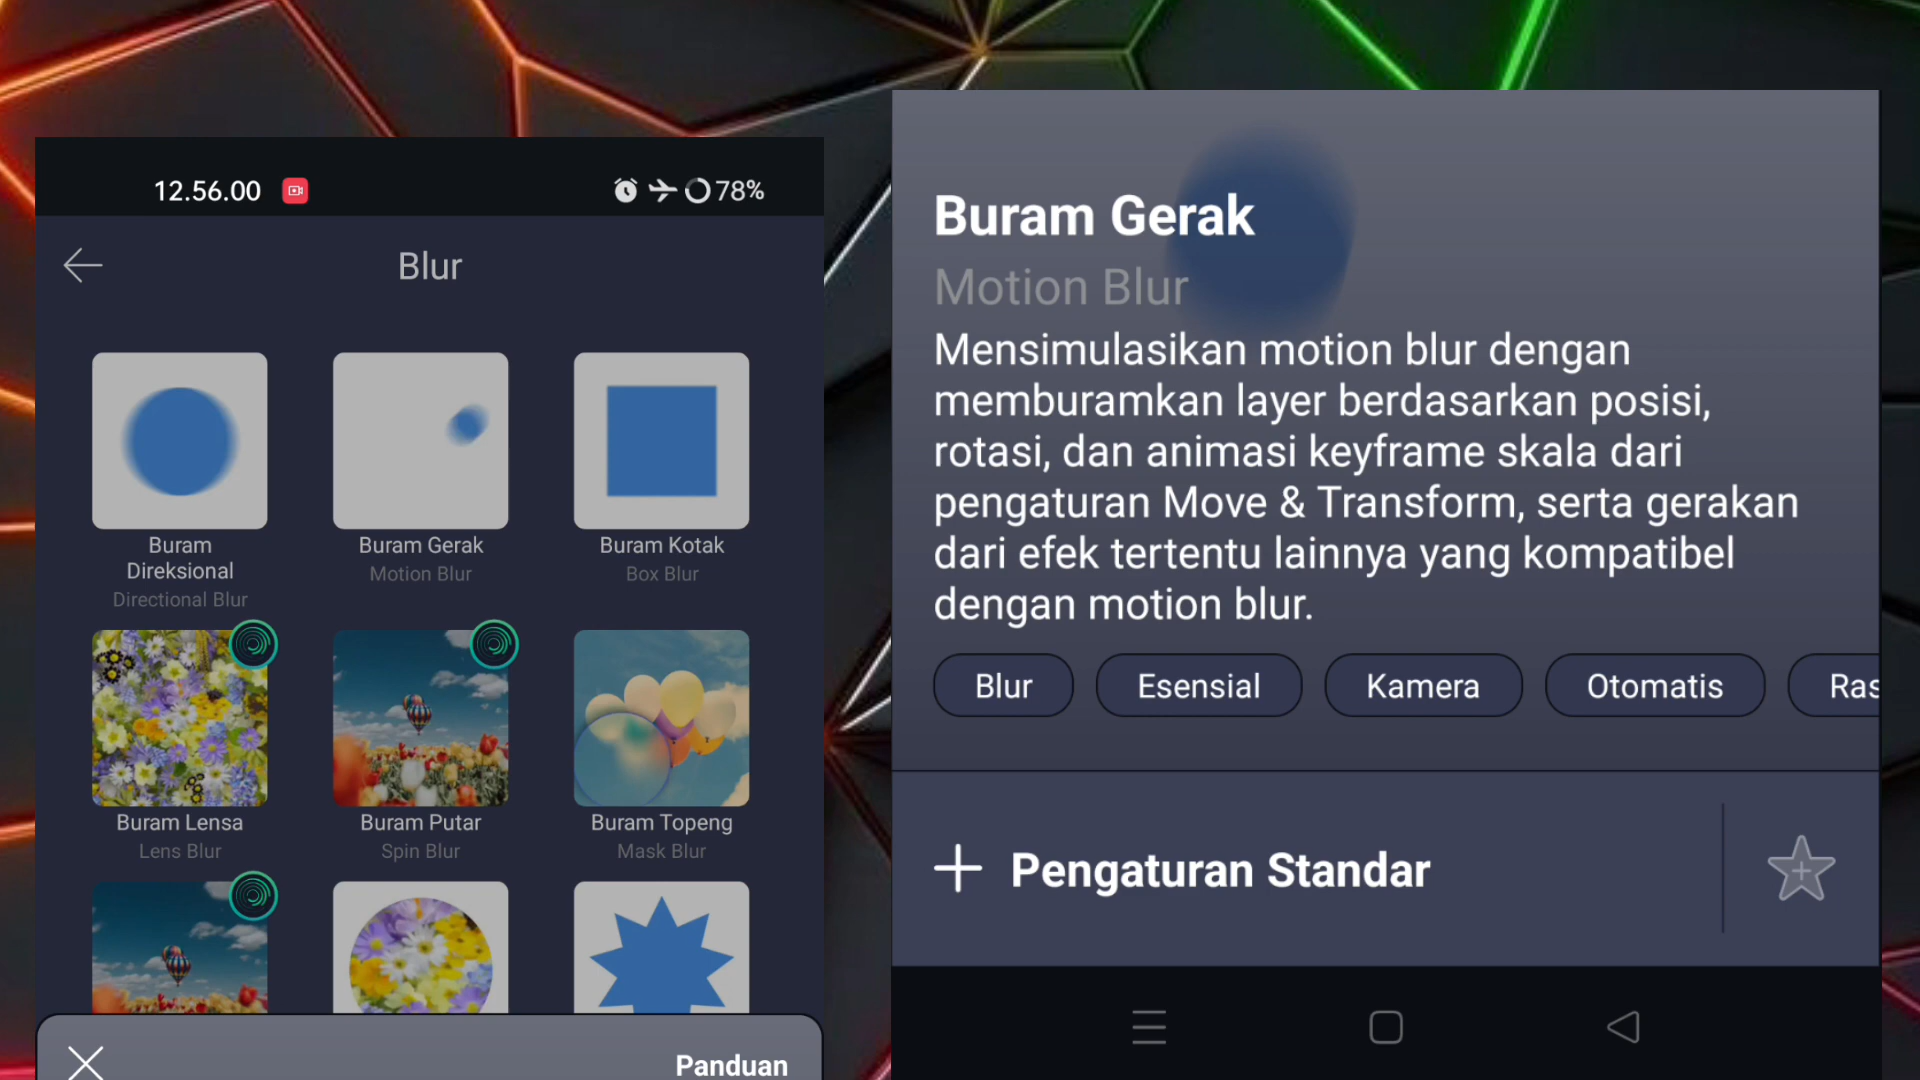 12.56.00
78%
Blur
Buram
Direksional
Directional Blur
Buram Gerak
Motion Blur
Buram Kotak
Box Blur
Buram Lensa
Lens Blur
Buram Putar
Spin Blur
Buram Topeng
Mask Blur
Panduan
Buram Gerak
Motion Blur
Mensimulasikan motion blur dengan
memburamkan layer berdasarkan posisi,
rotasi, dan animasi keyframe skala dari
pengaturan Move & Transform, serta gerakan
dari efek tertentu lainnya yang kompatibel
dengan motion blur.
Blur Esensial Kamera Otomatis Ras
Pengaturan Standar